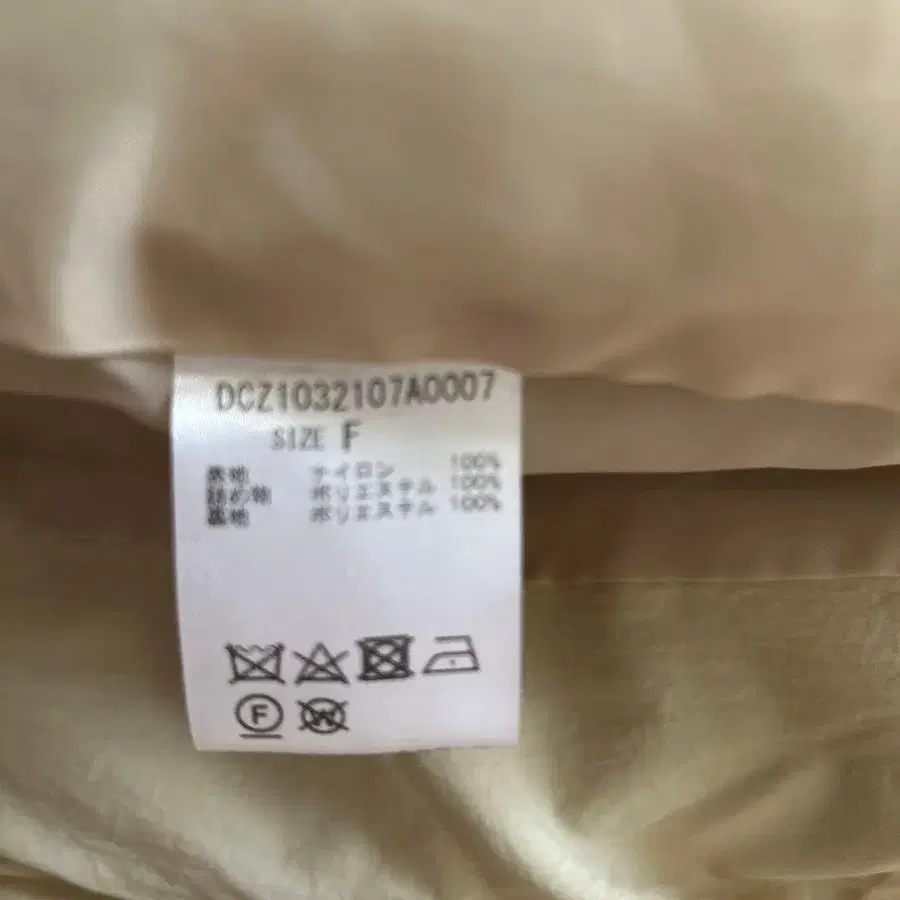 DCZ1032107A0007
SIZE F
表地 ナイロン 100%
詰め物 ポリエステル 100%
裏地 ポリエステル 100%
F
W